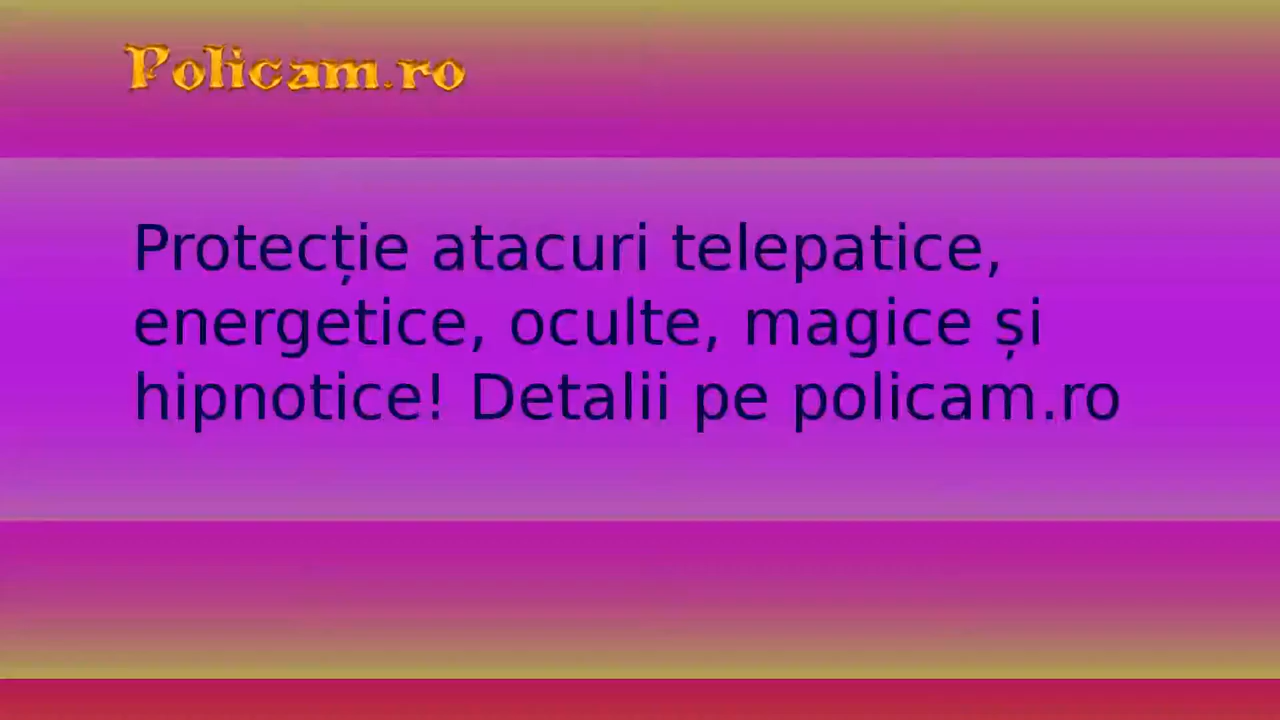 Policam.ro
Protecție atacuri telepatice,
energetice, oculte, magice și
hipnotice! Detalii pe policam.ro